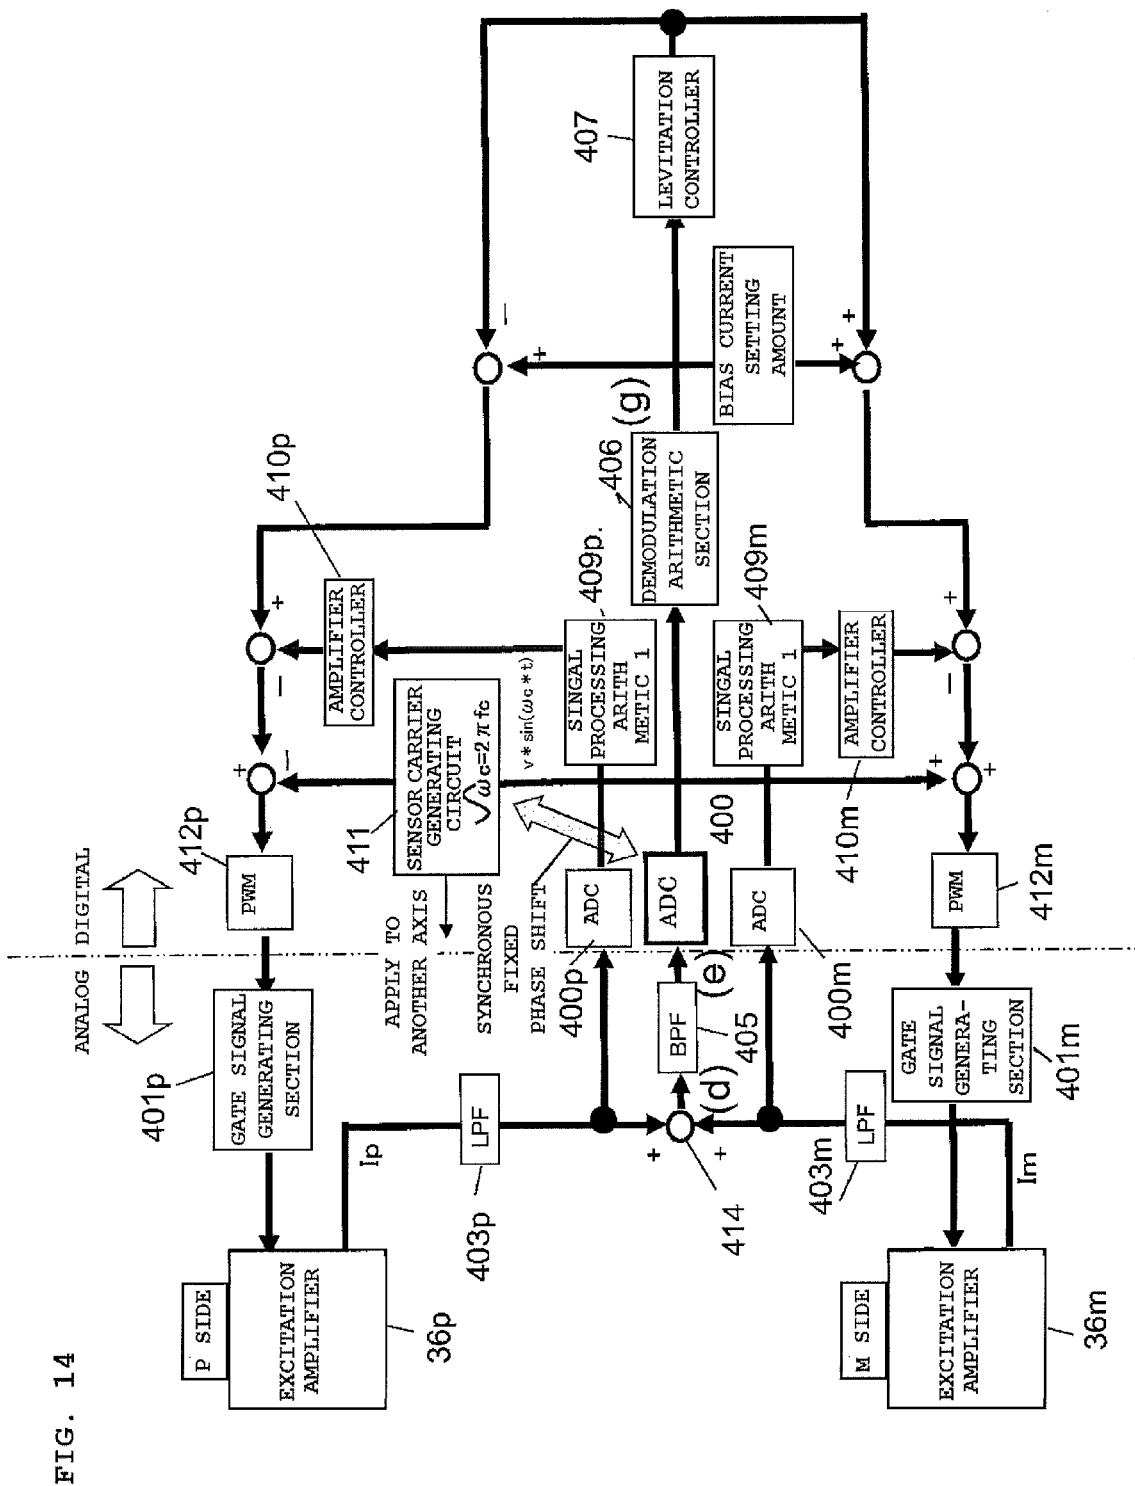 FIG. 14
ANALOG
DIGITAL
P SIDE
EXCITATION
AMPLIFIER
36p
401p
GATE SIGNAL
GENERATING
SECTION
412p
PWM
+
−
+
−
AMPLIFIER
CONTROLLER
410p
Ip
LPF
403p
APPLY TO
ANOTHER AXIS
411
SENSOR CARRIER
GENERATING
CIRCUIT
ωc=2πfc
v*sin(ωc*t)
SYNCHRONOUS
FIXED
PHASE SHIFT
400p
ADC
SINGAL
PROCESSING
ARITH
METIC 1
409p.
+
−
414
+
+
(d)
BPF
405
(e)
ADC
400
DEMODULATION
ARITHMETIC
SECTION
406
(g)
LEVITATION
CONTROLLER
407
BIAS CURRENT
SETTING
AMOUNT
400m
ADC
SINGAL
PROCESSING
ARITH
METIC 1
409m
AMPLIFIER
CONTROLLER
410m
+
+
LPF
403m
Im
GATE
SIGNAL
GENERA-
TING
SECTION
401m
PWM
412m
+
+
−
+
M SIDE
EXCITATION
AMPLIFIER
36m